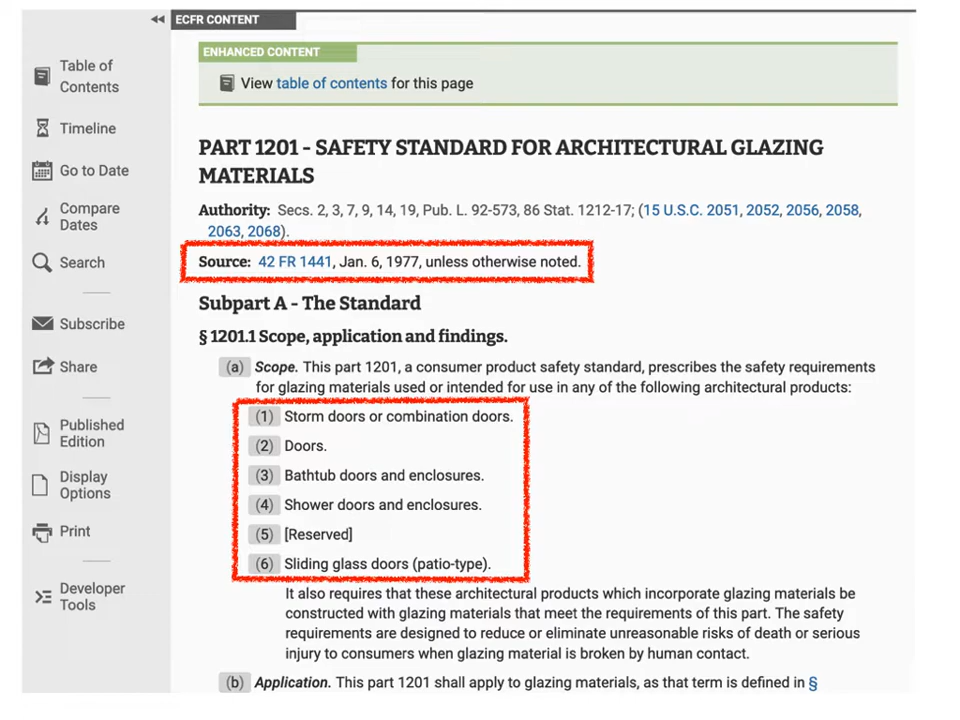 ECFR CONTENT
Table of
Contents
Timeline
Go to Date
Compare
Dates
Search
Subscribe
Share
Published
Edition
Display
Options
Print
Developer
Tools
ENHANCED CONTENT
View table of contents for this page
PART 1201 - SAFETY STANDARD FOR ARCHITECTURAL GLAZING
MATERIALS
Authority: Secs. 2, 3, 7, 9, 14, 19, Pub. L. 92-573, 86 Stat. 1212-17; (15 U.S.C. 2051, 2052, 2056, 2058,
2063, 2068).
Source: 42 FR 1441, Jan. 6, 1977, unless otherwise noted.
Subpart A - The Standard
§ 1201.1 Scope, application and findings.
(a) Scope. This part 1201, a consumer product safety standard, prescribes the safety requirements
for glazing materials used or intended for use in any of the following architectural products:
(1) Storm doors or combination doors.
(2) Doors.
(3) Bathtub doors and enclosures.
(4) Shower doors and enclosures.
(5) [Reserved]
(6) Sliding glass doors (patio-type).
It also requires that these architectural products which incorporate glazing materials be
constructed with glazing materials that meet the requirements of this part. The safety
requirements are designed to reduce or eliminate unreasonable risks of death or serious
injury to consumers when glazing material is broken by human contact.
(b) Application. This part 1201 shall apply to glazing materials, as that term is defined in §